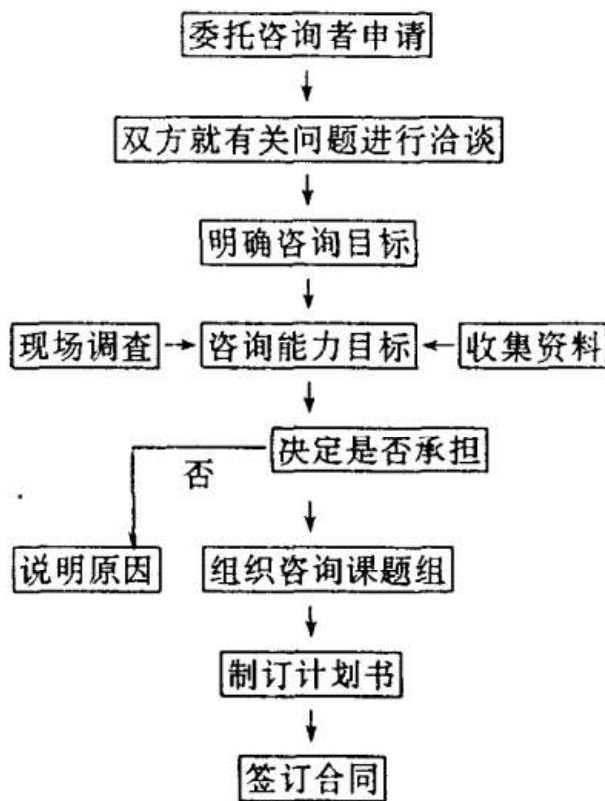 委托咨询者申请
双方就有关问题进行洽谈
明确咨询目标
现场调查 咨询能力目标 收集资料
决定是否承担
否
说明原因 组织咨询课题组
制订计划书
签订合同